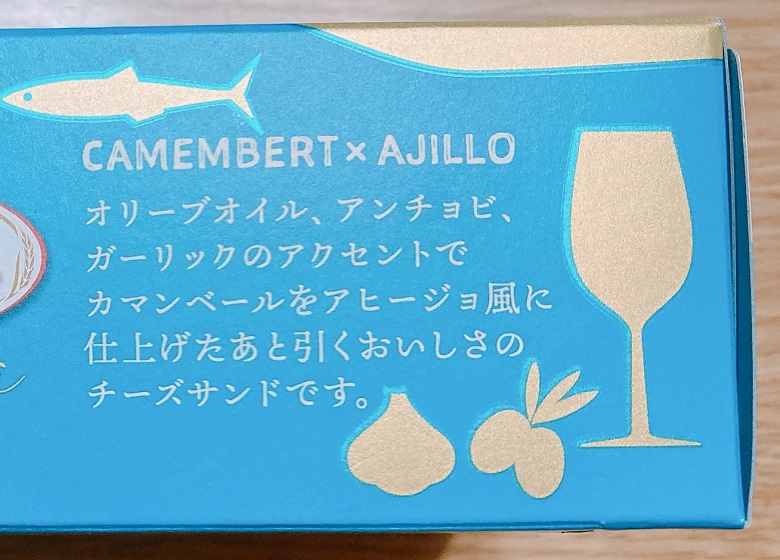 CAMEMBERT × AJILLO
オリーブオイル、アンチョビ、
ガーリックのアクセントで
カマンベールをアヒージョ風に
仕上げたあと引くおいしさの
チーズサンドです。